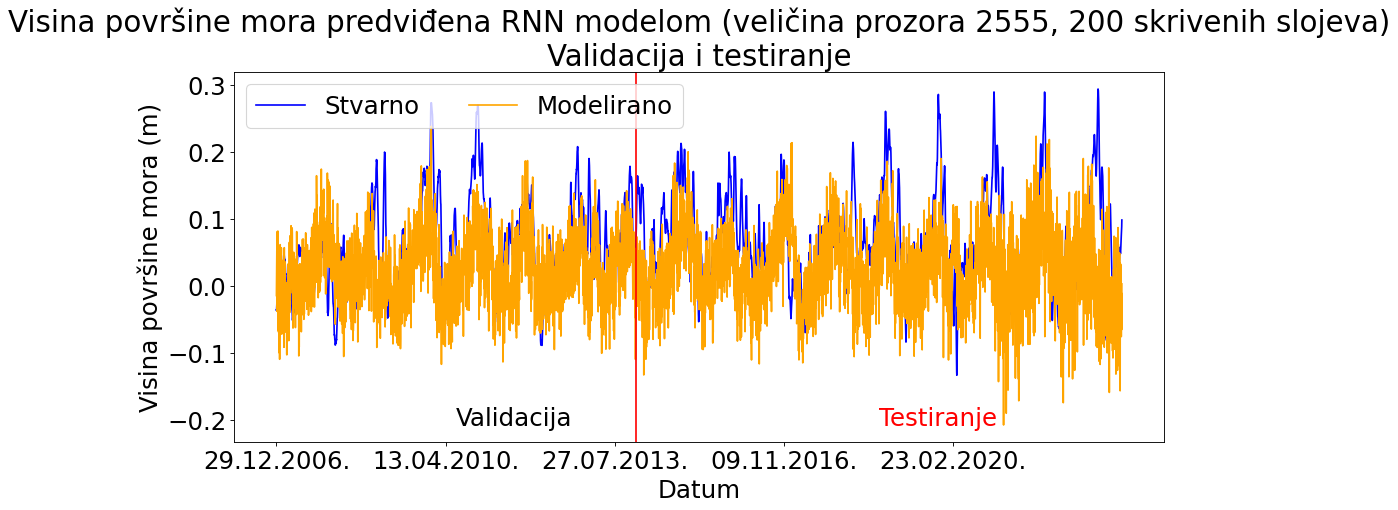 Visina površine mora predviđena RNN modelom (veličina prozora 2555, 200 skrivenih slojeva)
Validacija i testiranje
Stvarno
Modelirano
Visina površine mora (m)
0.3
0.2
0.1
0.0
−0.1
−0.2
Validacija
Testiranje
29.12.2006.
13.04.2010.
27.07.2013.
09.11.2016.
23.02.2020.
Datum